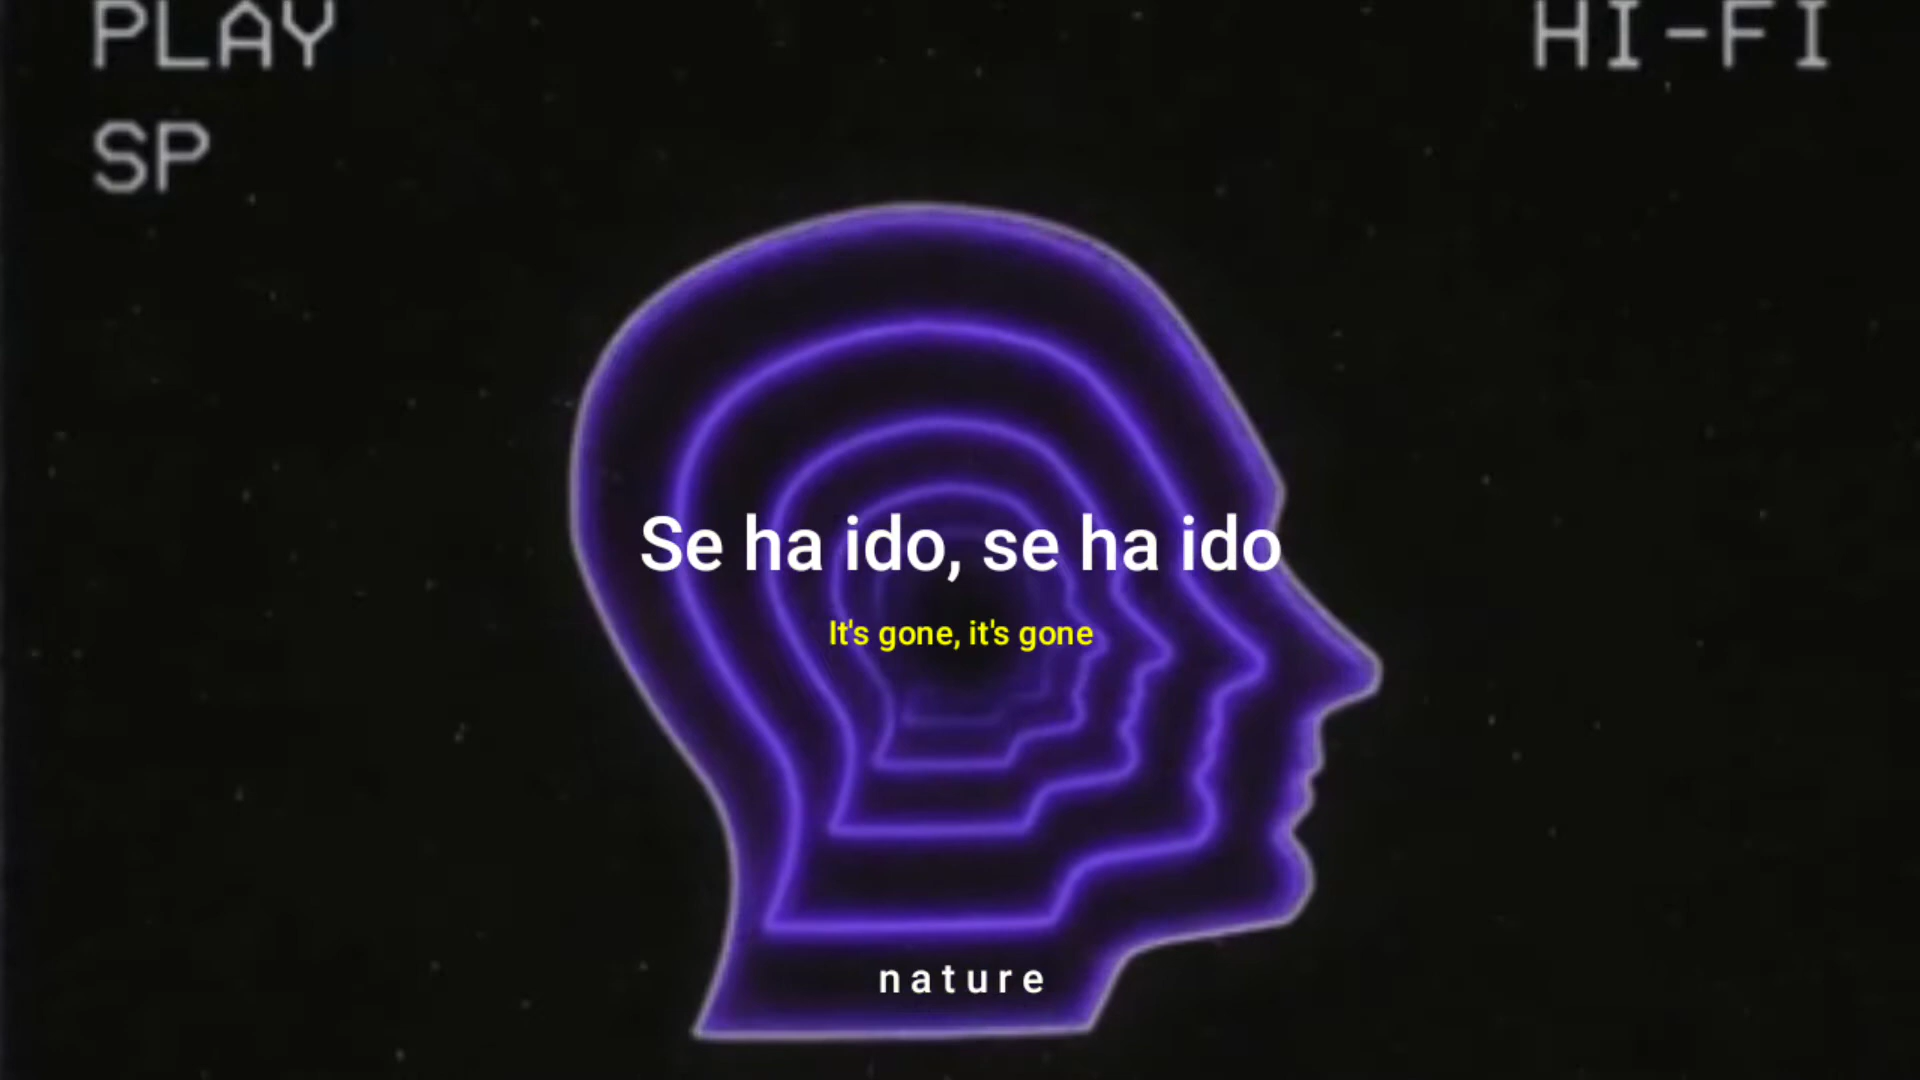 PLAY
HI-FI
SP
Se ha ido, se ha ido
It's gone, it's gone
nature